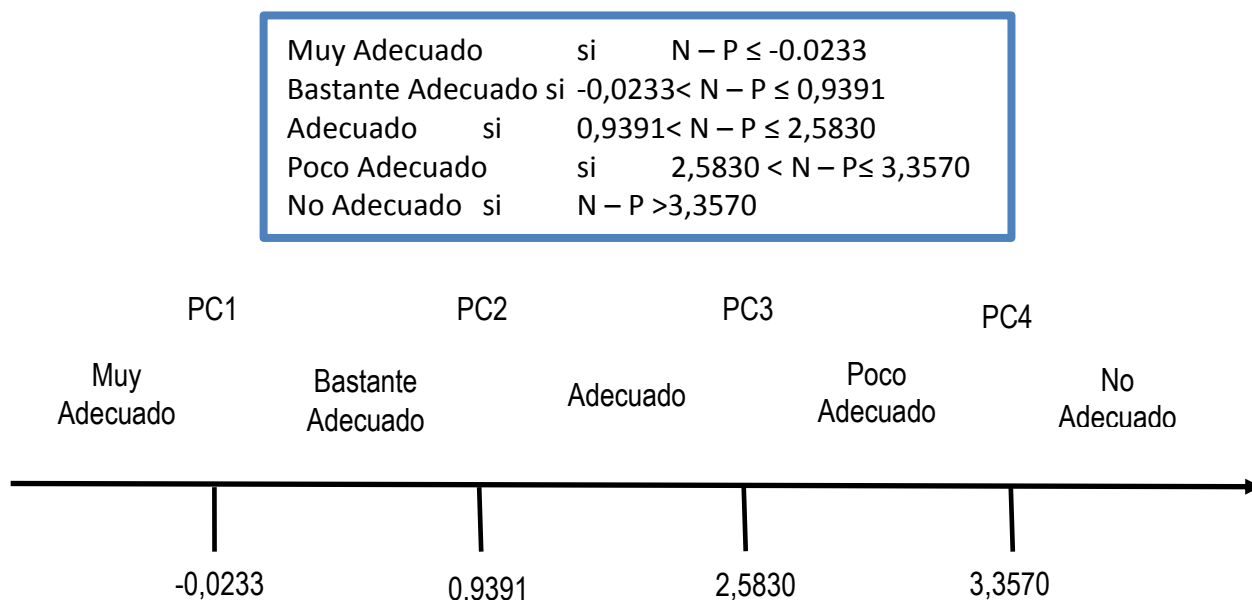 Muy Adecuado si N – P ≤ -0.0233
Bastante Adecuado si -0,0233< N – P ≤ 0,9391
Adecuado si 0,9391< N – P ≤ 2,5830
Poco Adecuado si 2,5830 < N – P≤ 3,3570
No Adecuado si N – P >3,3570
PC1 PC2 PC3 PC4
Muy Adecuado
Bastante Adecuado
Adecuado
Poco Adecuado
No Adecuado
-0,0233 0,9391 2,5830 3,3570